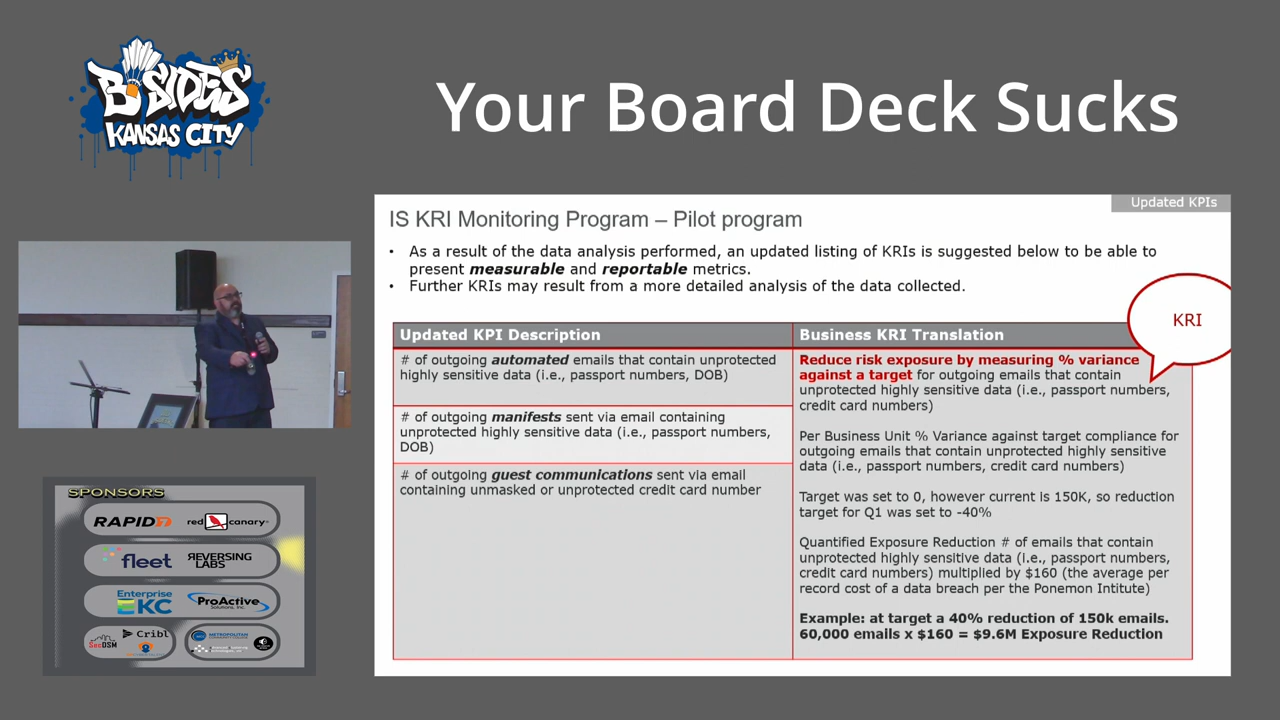 B·SIDES
KANSAS CITY
Your Board Deck Sucks
Updated KPIs
IS KRI Monitoring Program – Pilot program
• As a result of the data analysis performed, an updated listing of KRIs is suggested below to be able to
present measurable and reportable metrics.
• Further KRIs may result from a more detailed analysis of the data collected.
KRI
Updated KPI Description
Business KRI Translation
# of outgoing automated emails that contain unprotected
highly sensitive data (i.e., passport numbers, DOB)
# of outgoing manifests sent via email containing
unprotected highly sensitive data (i.e., passport numbers,
DOB)
# of outgoing guest communications sent via email
containing unmasked or unprotected credit card number
Reduce risk exposure by measuring % variance
against a target for outgoing emails that contain
unprotected highly sensitive data (i.e., passport numbers,
credit card numbers)
Per Business Unit % Variance against target compliance for
outgoing emails that contain unprotected highly sensitive
data (i.e., passport numbers, credit card numbers)
Target was set to 0, however current is 150K, so reduction
target for Q1 was set to -40%
Quantified Exposure Reduction # of emails that contain
unprotected highly sensitive data (i.e., passport numbers,
credit card numbers) multiplied by $160 (the average per
record cost of a data breach per the Ponemon Intitute)
Example: at target a 40% reduction of 150k emails.
60,000 emails x $160 = $9.6M Exposure Reduction
SPONSORS
RAPID7
red canary
fleet
REVERSING
LABS
Enterprise
KC
ProActive
Solutions, Inc.
SecDSM
Cribl
METROPOLITAN